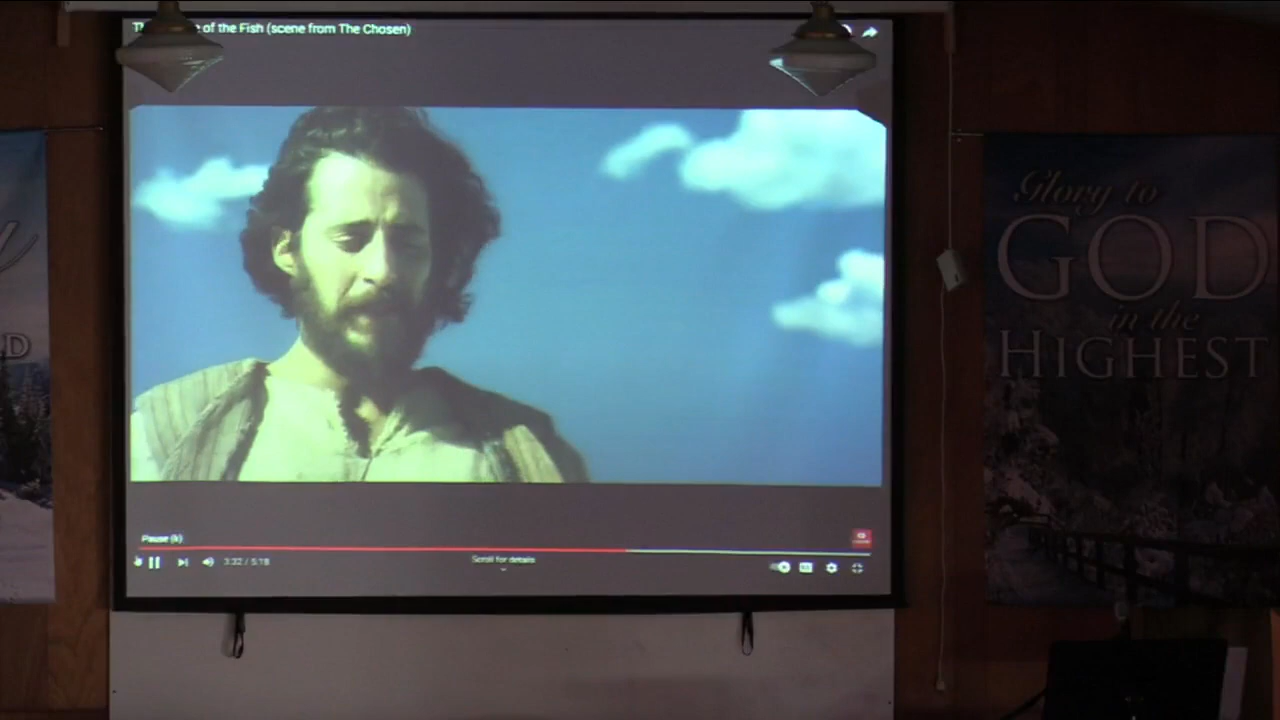 of the Fish (scene from The Chosen)
Glory to
GOD
in the
HIGHEST
Pause (k)
3:32 / 5:18
Scroll for details